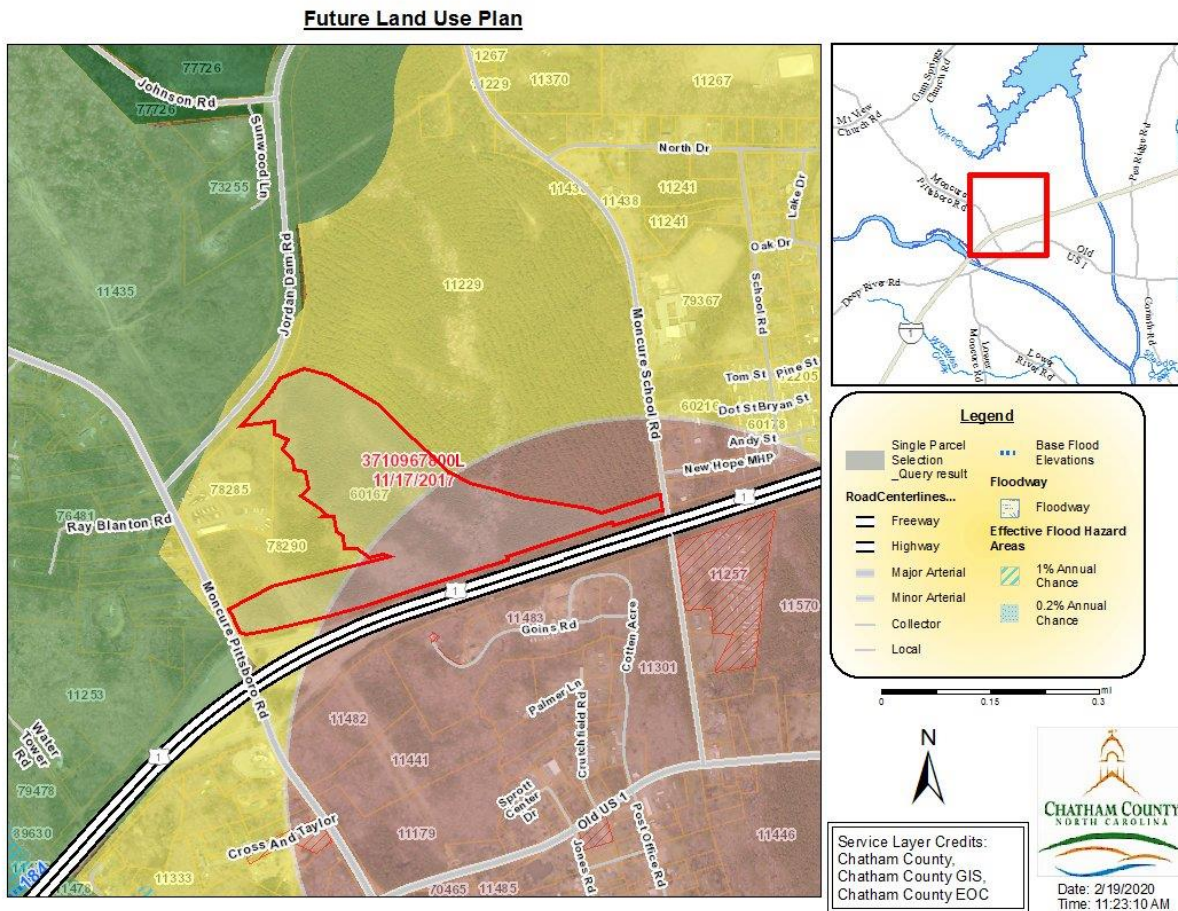 Future Land Use Plan
77726
Johnson Rd
77726
Sunwood Ln
73255
11435
Jordan Dam Rd
11267
11229
11370
11267
North Dr
11438
11241
11241
Lake Dr
Oak Dr
11229
79367
School Rd
Moncure School Rd
Tom St
Pine St
12205
60216
Dot St
Bryan St
60178
Andy St
New Hope MHP
3710967800L
11/17/2017
60167
78285
76481
Ray Blanton Rd
78290
1
1
11257
11570
11483
Goins Rd
Cotten Acre
11301
Moncure Pittsboro Rd
11253
Palmer Ln
Crutchfield Rd
11482
Water
Tower
Rd
1
11441
79478
Sprott
Center
Dr
Old US 1
89630
Cross And Taylor
11179
Post Office Rd
11446
Jones Rd
184
11476
11333
70465
11485
Gum Springs
Church Rd
Mt View
Church Rd
Moncure
Pittsboro Rd
Pea Ridge Rd
Old
US 1
Deep River Rd
Corinth Rd
1
Lower
Moncure Rd
Lower
River Rd
Legend
Single Parcel
Selection
_Query result
RoadCenterlines...
Freeway
Highway
Major Arterial
Minor Arterial
Collector
Local
Base Flood
Elevations
Floodway
Floodway
Effective Flood Hazard
Areas
1% Annual
Chance
0.2% Annual
Chance
0
0.15
0.3
mi
N
CHATHAM COUNTY
NORTH CAROLINA
Service Layer Credits:
Chatham County,
Chatham County GIS,
Chatham County EOC
Date: 2/19/2020
Time: 11:23:10 AM